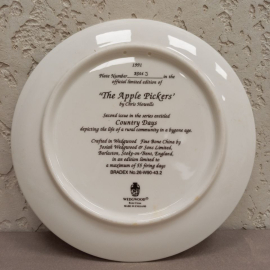 1991
Plate Number in the
official limited edition of
'The Apple Pickers'
by Chris Howells
Second issue in the series entitled
Country Days
depicting the life of a rural community in a bygone age.
Crafted in Wedgwood Fine Bone China by
Josiah Wedgwood & Sons Limited,
Barlaston, Stoke-on-Trent, England,
in an edition limited to
a maximum of 55 firing days
BRADEX No.26-W90-43.2
WEDGWOOD